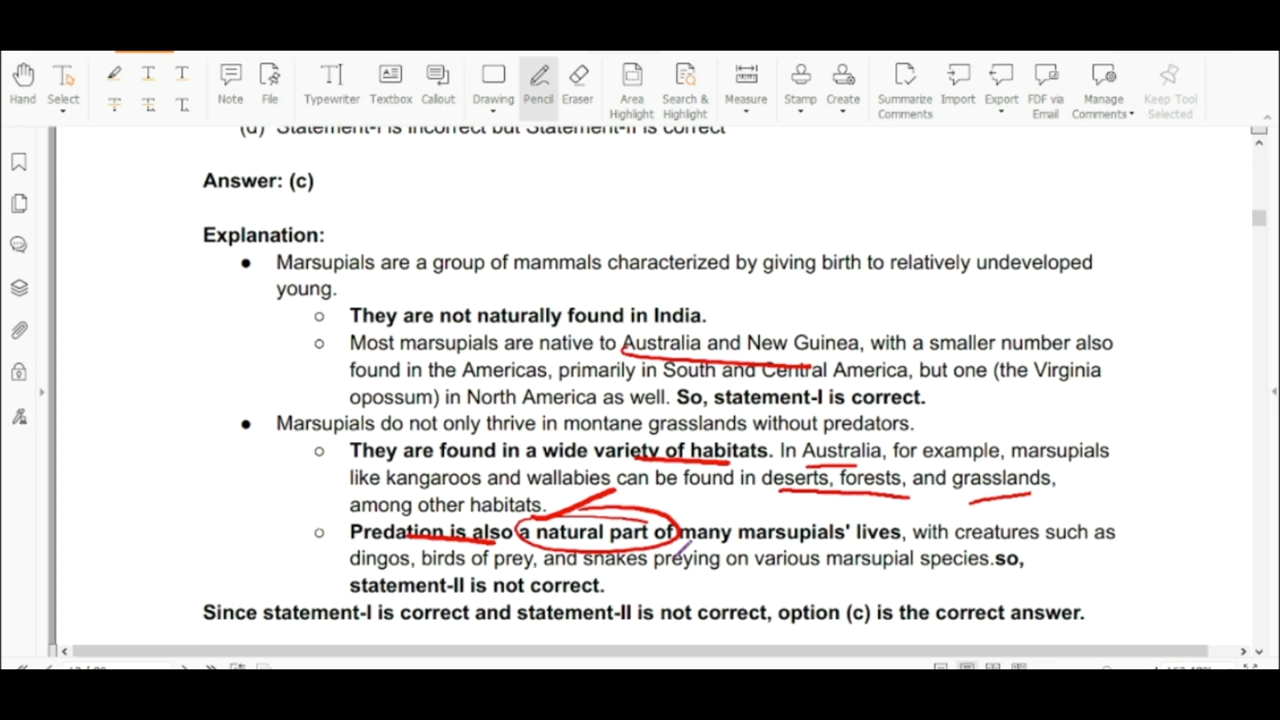 Hand
Select
Note
File
Typewriter
Textbox
Callout
Drawing
Pencil
Eraser
Area Highlight
Search & Highlight
Measure
Stamp
Create
Summarize Comments
Import
Export
FDF via Email
Manage Comments
Keep Tool Selected
(d) Statement-I is incorrect but Statement-II is correct
Answer: (c)
Explanation:
● Marsupials are a group of mammals characterized by giving birth to relatively undeveloped
young.
○ They are not naturally found in India.
○ Most marsupials are native to Australia and New Guinea, with a smaller number also
found in the Americas, primarily in South and Central America, but one (the Virginia
opossum) in North America as well. So, statement-I is correct.
● Marsupials do not only thrive in montane grasslands without predators.
○ They are found in a wide variety of habitats. In Australia, for example, marsupials
like kangaroos and wallabies can be found in deserts, forests, and grasslands,
among other habitats.
○ Predation is also a natural part of many marsupials' lives, with creatures such as
dingos, birds of prey, and snakes preying on various marsupial species.so,
statement-II is not correct.
Since statement-I is correct and statement-II is not correct, option (c) is the correct answer.